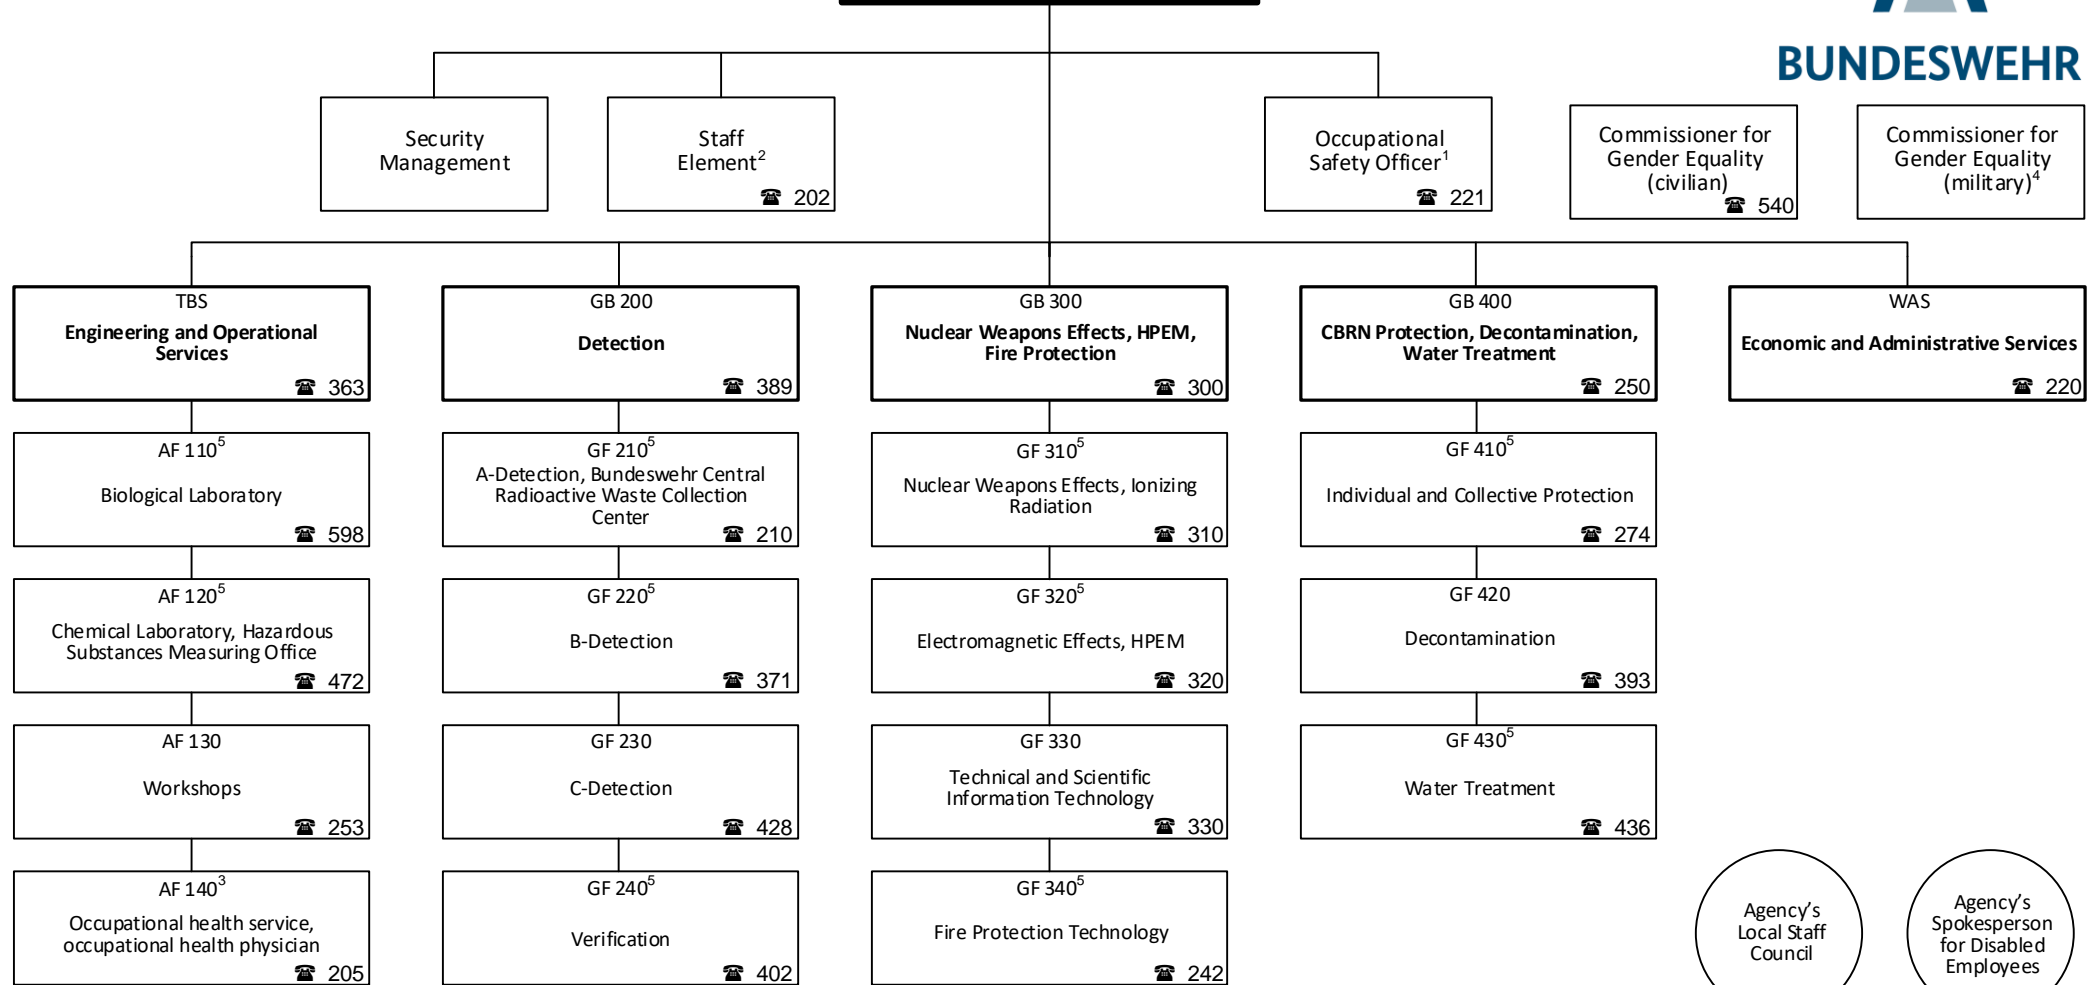 BUNDESWEHR
Security
Management
Staff
Element²
☎ 202
Occupational
Safety Officer¹
☎ 221
Commissioner for
Gender Equality
(civilian)
☎ 540
Commissioner for
Gender Equality
(military)⁴
TBS
Engineering and Operational
Services
☎ 363
GB 200
Detection
☎ 389
GB 300
Nuclear Weapons Effects, HPEM,
Fire Protection
☎ 300
GB 400
CBRN Protection, Decontamination,
Water Treatment
☎ 250
WAS
Economic and Administrative Services
☎ 220
AF 110⁵
Biological Laboratory
☎ 598
GF 210⁵
A-Detection, Bundeswehr Central
Radioactive Waste Collection
Center
☎ 210
GF 310⁵
Nuclear Weapons Effects, Ionizing
Radiation
☎ 310
GF 410⁵
Individual and Collective Protection
☎ 274
AF 120⁵
Chemical Laboratory, Hazardous
Substances Measuring Office
☎ 472
GF 220⁵
B-Detection
☎ 371
GF 320⁵
Electromagnetic Effects, HPEM
☎ 320
GF 420
Decontamination
☎ 393
AF 130
Workshops
☎ 253
GF 230
C-Detection
☎ 428
GF 330
Technical and Scientific
Information Technology
☎ 330
GF 430⁵
Water Treatment
☎ 436
AF 140³
Occupational health service,
occupational health physician
☎ 205
GF 240⁵
Verification
☎ 402
GF 340⁵
Fire Protection Technology
☎ 242
Agency's
Local Staff
Council
Agency's
Spokesperson
for Disabled
Employees